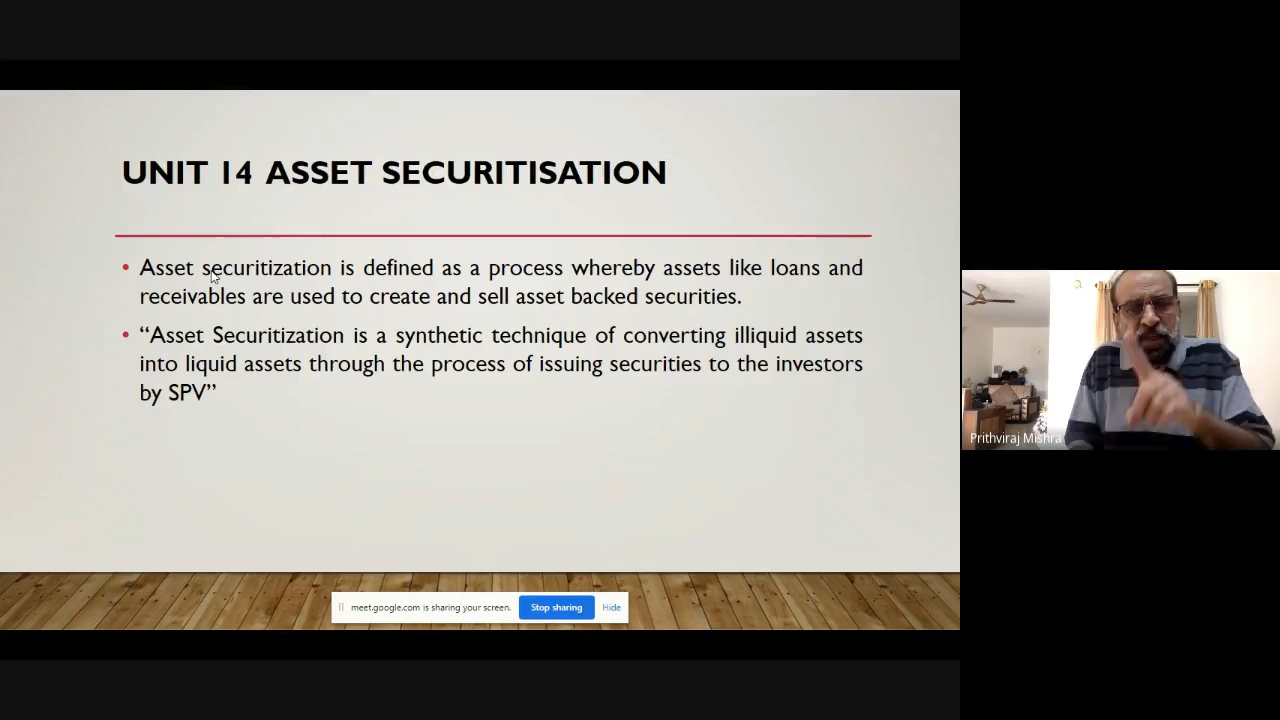 UNIT 14 ASSET SECURITISATION
• Asset securitization is defined as a process whereby assets like loans and
receivables are used to create and sell asset backed securities.
• “Asset Securitization is a synthetic technique of converting illiquid assets
into liquid assets through the process of issuing securities to the investors
by SPV”
Prithviraj Mishra
meet.google.com is sharing your screen. Stop sharing Hide